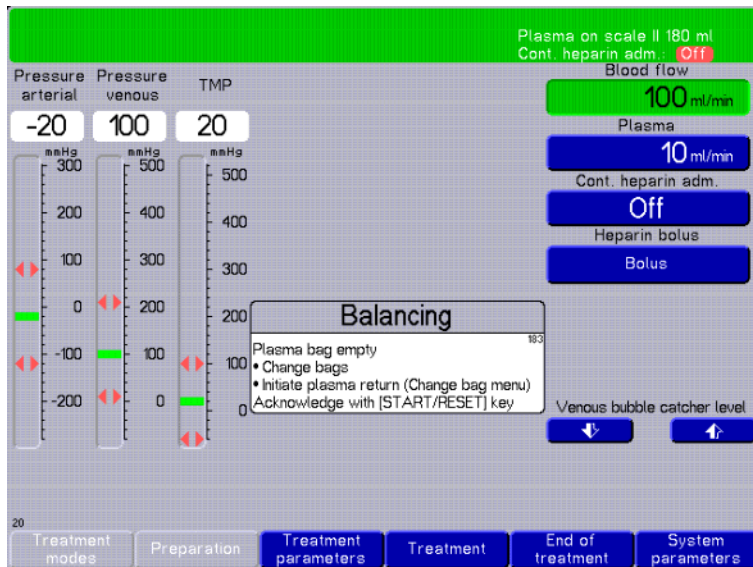 Plasma on scale II 180 ml
Cont. heparin adm.: Off
Pressure arterial
Pressure venous
TMP
-20
100
20
mmHg
300
200
100
0
-100
-200
mmHg
500
400
300
200
100
0
mmHg
500
400
300
200
100
0
Blood flow
100 ml/min
Plasma
10 ml/min
Cont. heparin adm.
Off
Heparin bolus
Bolus
Balancing
183
Plasma bag empty
• Change bags
• Initiate plasma return (Change bag menu)
Acknowledge with [START/RESET] key
Venous bubble catcher level
20
Treatment modes
Preparation
Treatment parameters
Treatment
End of treatment
System parameters